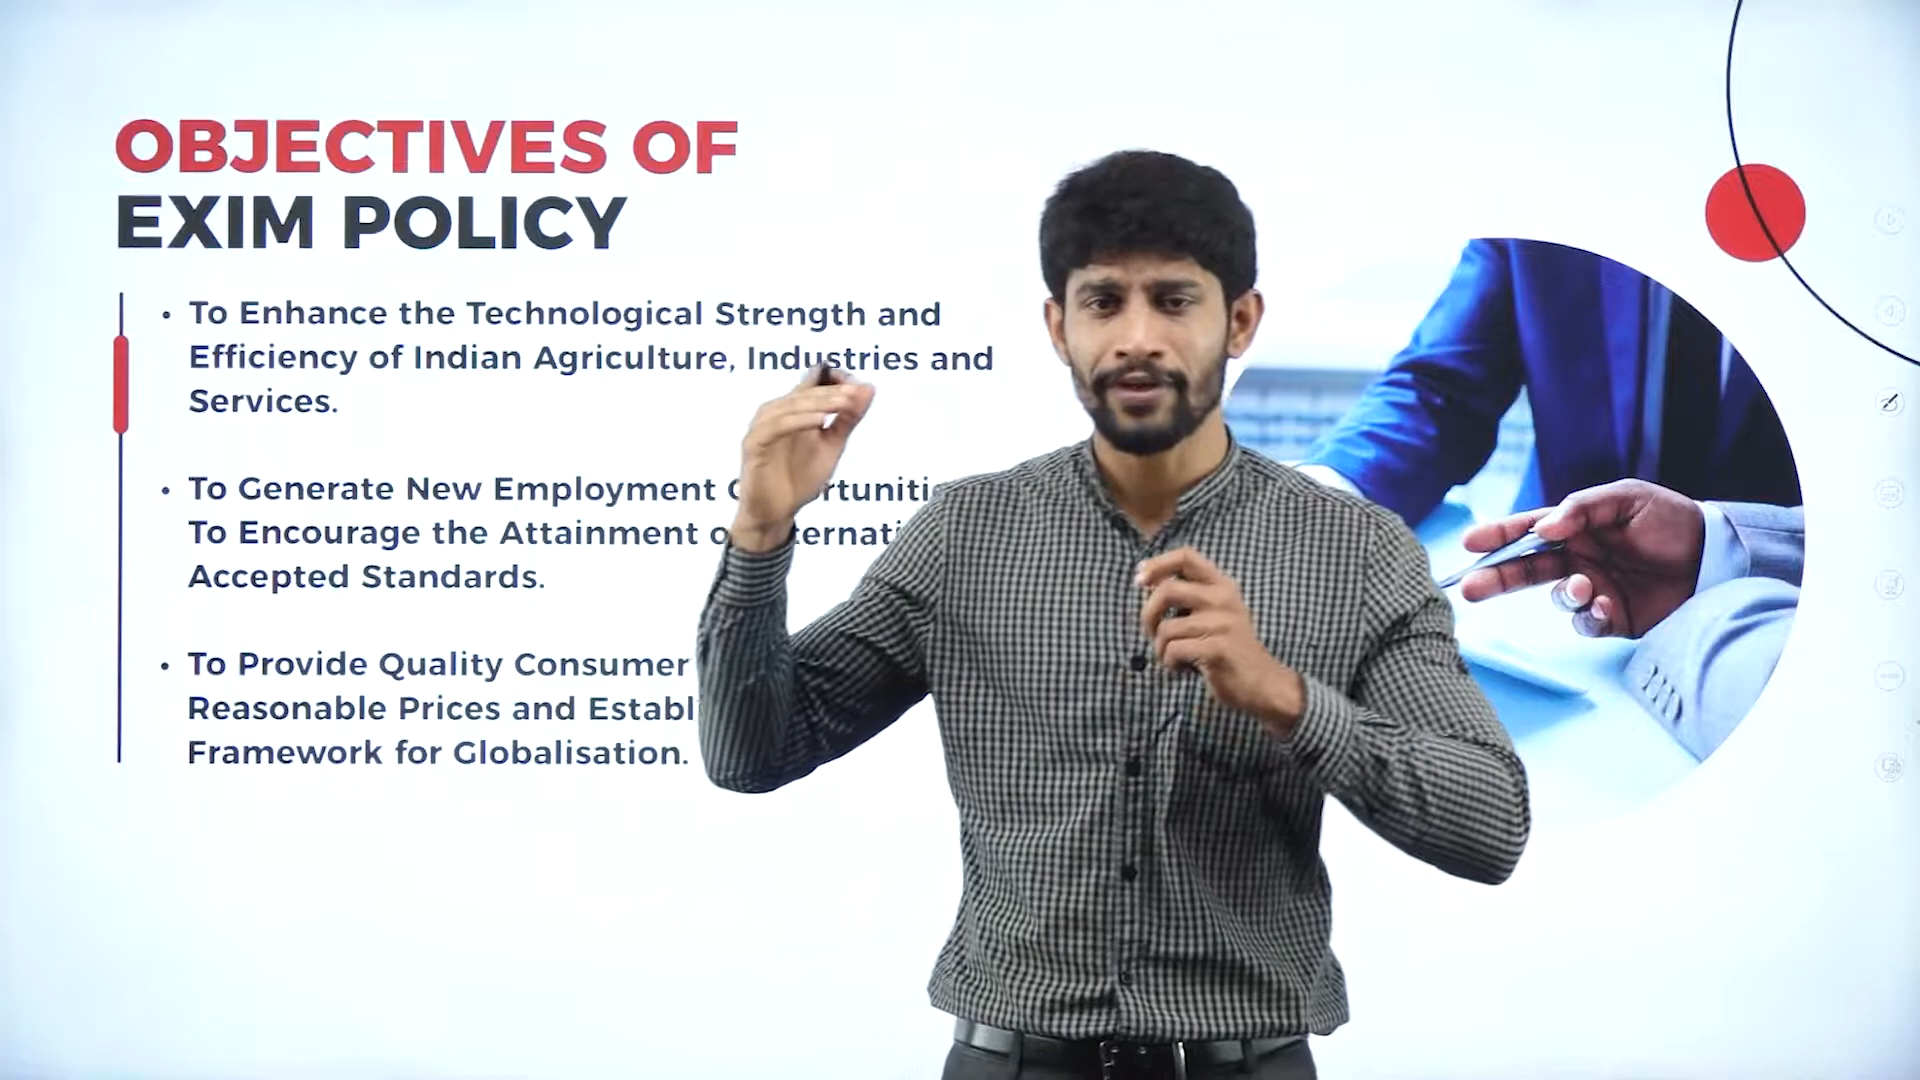 OBJECTIVES OF
EXIM POLICY
• To Enhance the Technological Strength and
Efficiency of Indian Agriculture, Industries and
Services.
• To Generate New Employment
To Encourage the Attainment
Accepted Standards.
• To Provide Quality Consumer
Reasonable Prices and
Framework for Globalisation.